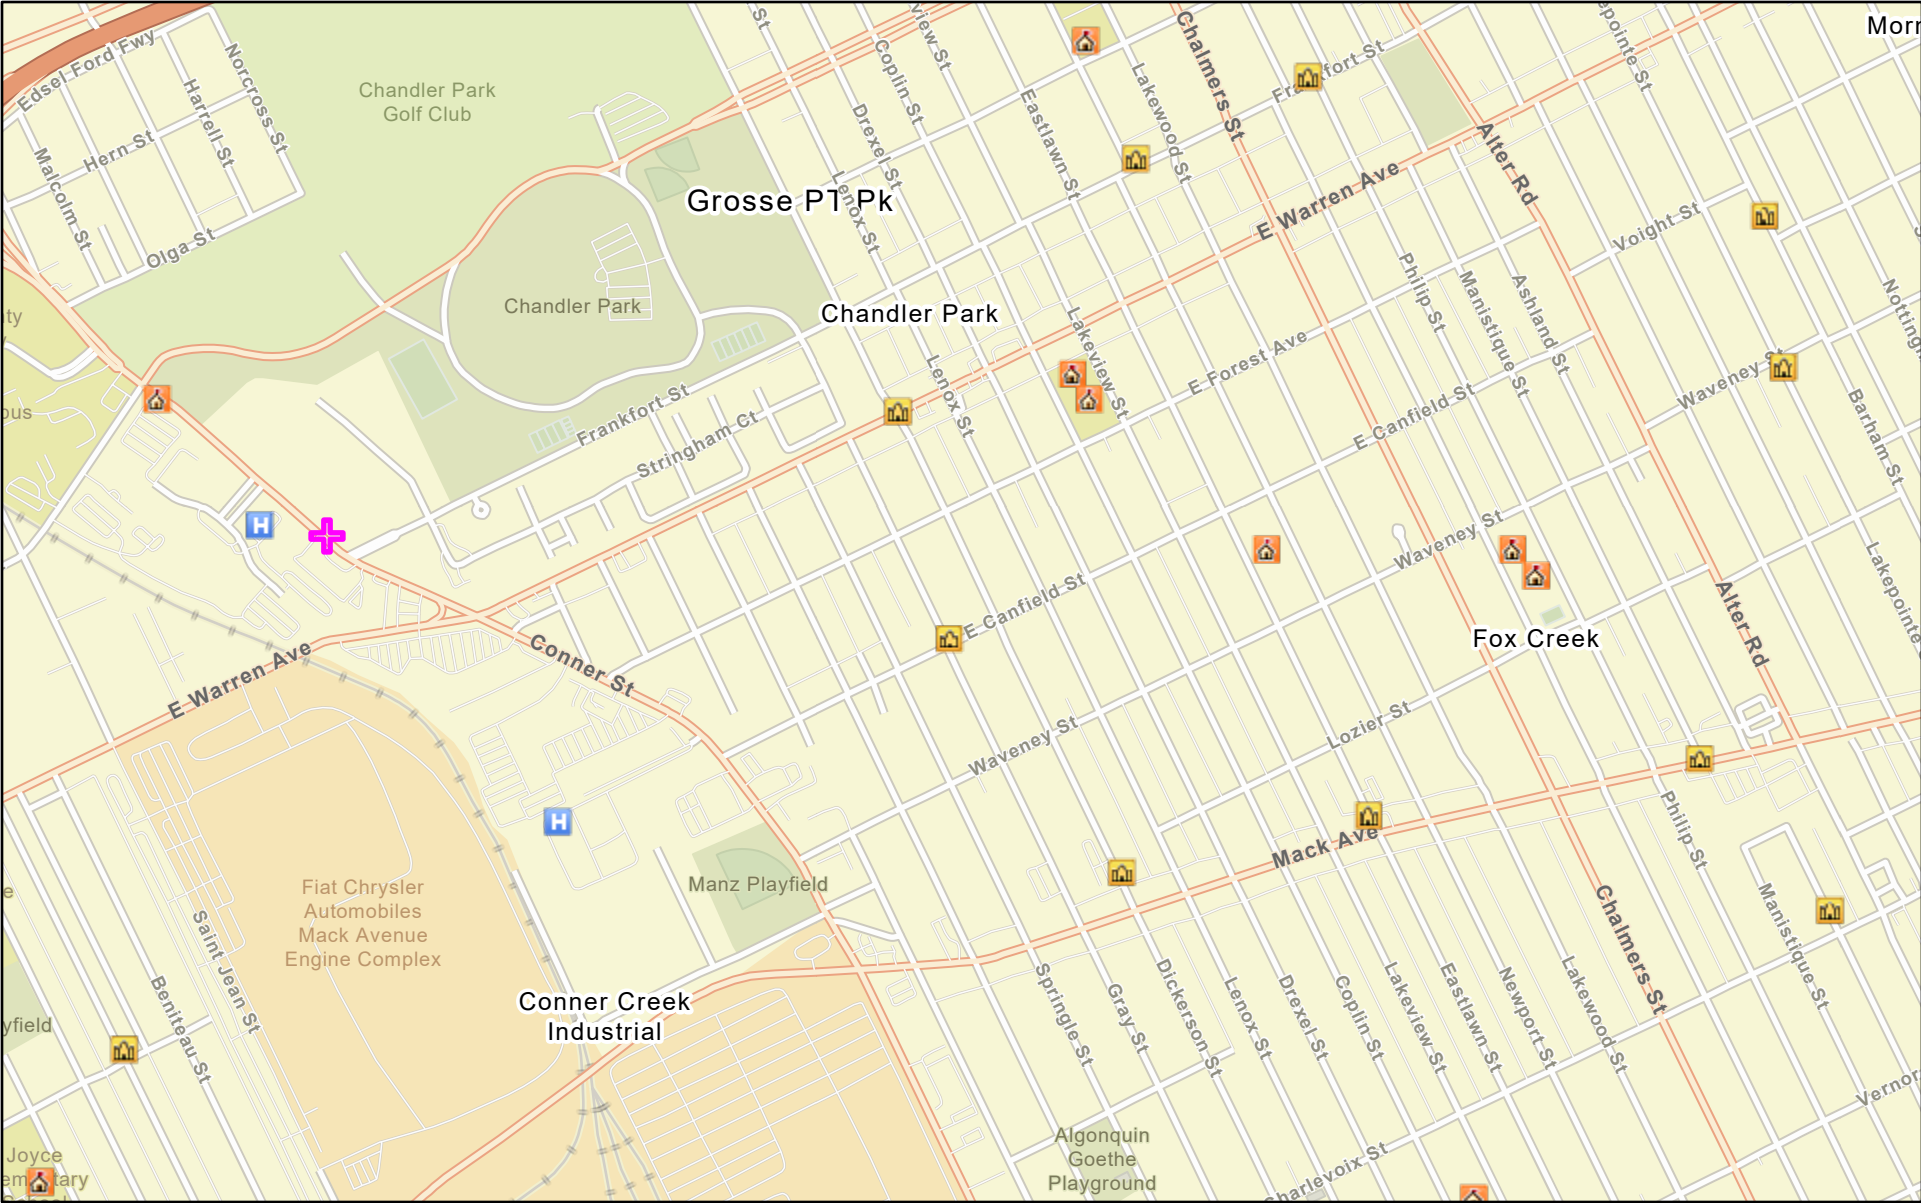 St
view St
Chalmers St
epointe St
Morr
Edsel Ford Fwy
Norcross St
Coplin St
Lakewood St
Chandler Park
Golf Club
Harrell St
Eastlawn St
Drexel St
Hern St
Malcolm St
Alter Rd
Grosse PT Pk
Lenox St
E Warren Ave
Olga St
Voight St
Philip St
Manistique St
Ashland St
Chandler Park
Chandler Park
Lakeview St
E Forest Ave
Lenox St
Frankfort St
Stringham Ct
E Canfield St
Waveney St
Barham St
H
Waveney St
E Canfield St
Alter Rd
Lakepointe
Fox Creek
E Warren Ave
Conner St
Lozier St
Waveney St
Philip St
H
Mack Ave
Manz Playfield
Fiat Chrysler
Automobiles
Mack Avenue
Engine Complex
Saint Jean St
Beniteau St
Manistique St
Chalmers St
Conner Creek
Industrial
Springle St
Gray St
Dickerson St
Lenox St
Drexel St
Coplin St
Lakeview St
Eastlawn St
Newport St
Lakewood St
yfield
Vernor
Algonquin
Goethe
Playground
Charlevoix St
Joyce